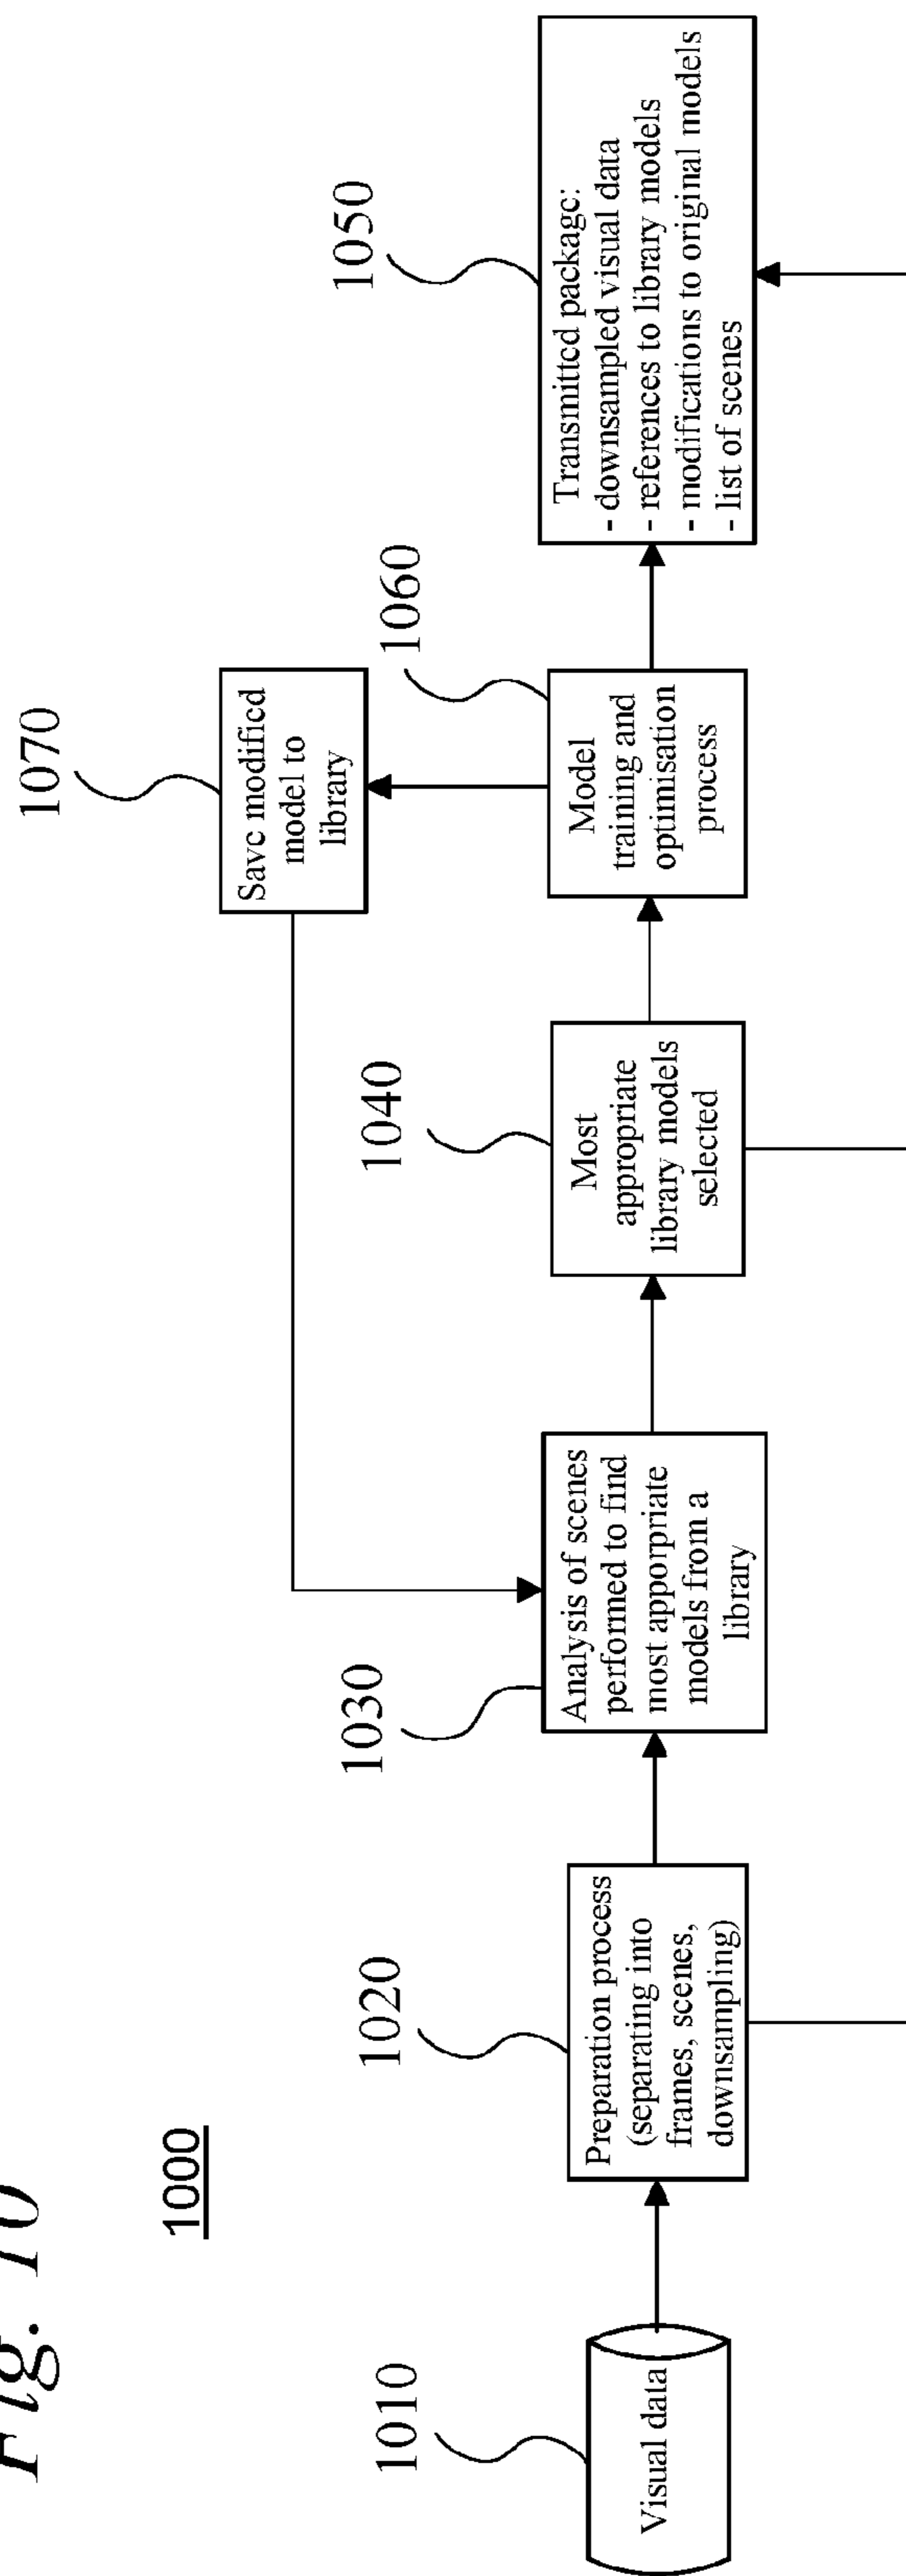 Fig. 10
1000
1010
Visual data
1020
Preparation process
(separating into
frames, scenes,
downsampling)
1030
Analysis of scenes
performed to find
most apporpriate
models from a
library
1040
Most
appropriate
library models
selected
1060
Model
training and
optimisation
process
1070
Save modified
model to
library
1050
Transmitted package:
- downsampled visual data
- references to library models
- modifications to original models
- list of scenes